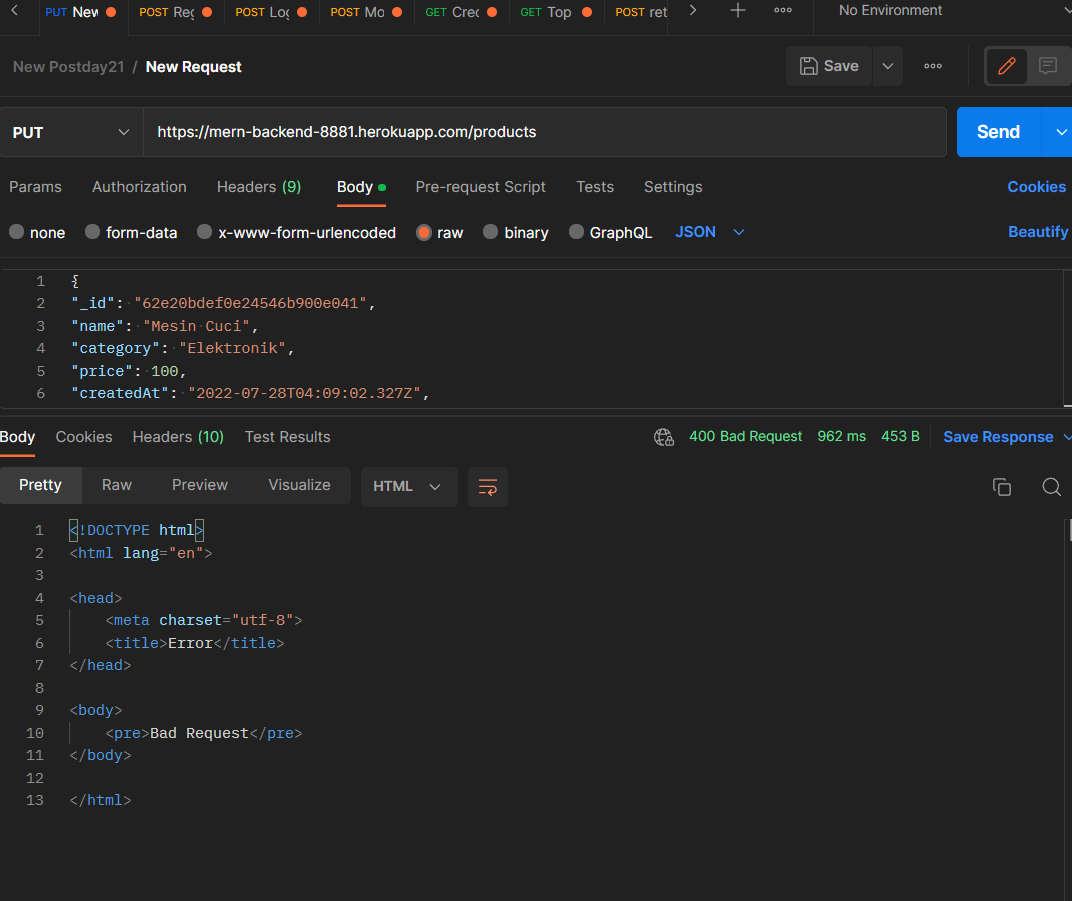 PUT New POST Reg POST Log POST Mo GET Cred GET Top POST ret No Environment
New Postday21 / New Request Save
PUT https://mern-backend-8881.herokuapp.com/products Send
Params Authorization Headers (9) Body Pre-request Script Tests Settings Cookies
none form-data x-www-form-urlencoded raw binary GraphQL JSON Beautify
1 {
2 "_id": "62e20bdef0e24546b900e041",
3 "name": "Mesin Cuci",
4 "category": "Elektronik",
5 "price": 100,
6 "createdAt": "2022-07-28T04:09:02.327Z",
Body Cookies Headers (10) Test Results 400 Bad Request 962 ms 453 B Save Response
Pretty Raw Preview Visualize HTML
1 <!DOCTYPE html>
2 <html lang="en">
3
4 <head>
5 <meta charset="utf-8">
6 <title>Error</title>
7 </head>
8
9 <body>
10 <pre>Bad Request</pre>
11 </body>
12
13 </html>